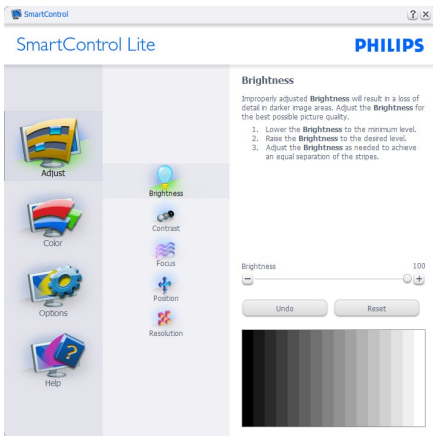 SmartControl
?
×
SmartControl Lite
PHILIPS
Adjust
Color
Options
Help
Brightness
Contrast
Focus
Position
Resolution
Brightness
Improperly adjusted Brightness will result in a loss of
detail in darker image areas. Adjust the Brightness for
the best possible picture quality.
1. Lower the Brightness to the minimum level.
2. Raise the Brightness to the desired level.
3. Adjust the Brightness as needed to achieve
an equal separation of the stripes.
Brightness 100
Undo
Reset